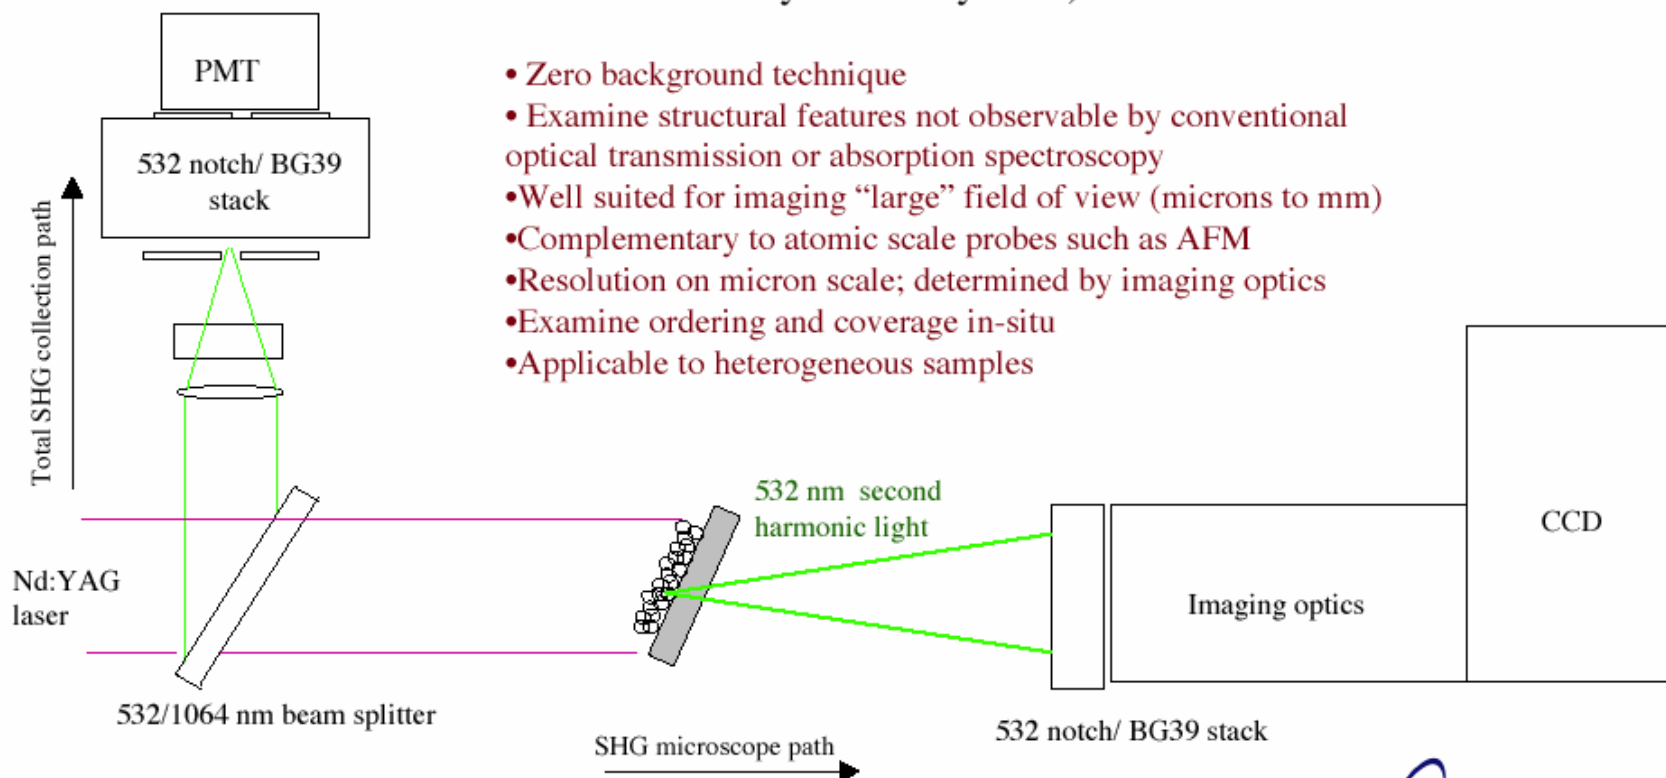 PMT
532 notch/ BG39
stack
Total SHG collection path
• Zero background technique
• Examine structural features not observable by conventional
optical transmission or absorption spectroscopy
•Well suited for imaging “large” field of view (microns to mm)
•Complementary to atomic scale probes such as AFM
•Resolution on micron scale; determined by imaging optics
•Examine ordering and coverage in-situ
•Applicable to heterogeneous samples
532 nm second
harmonic light
CCD
Nd:YAG
laser
Imaging optics
532/1064 nm beam splitter
532 notch/ BG39 stack
SHG microscope path